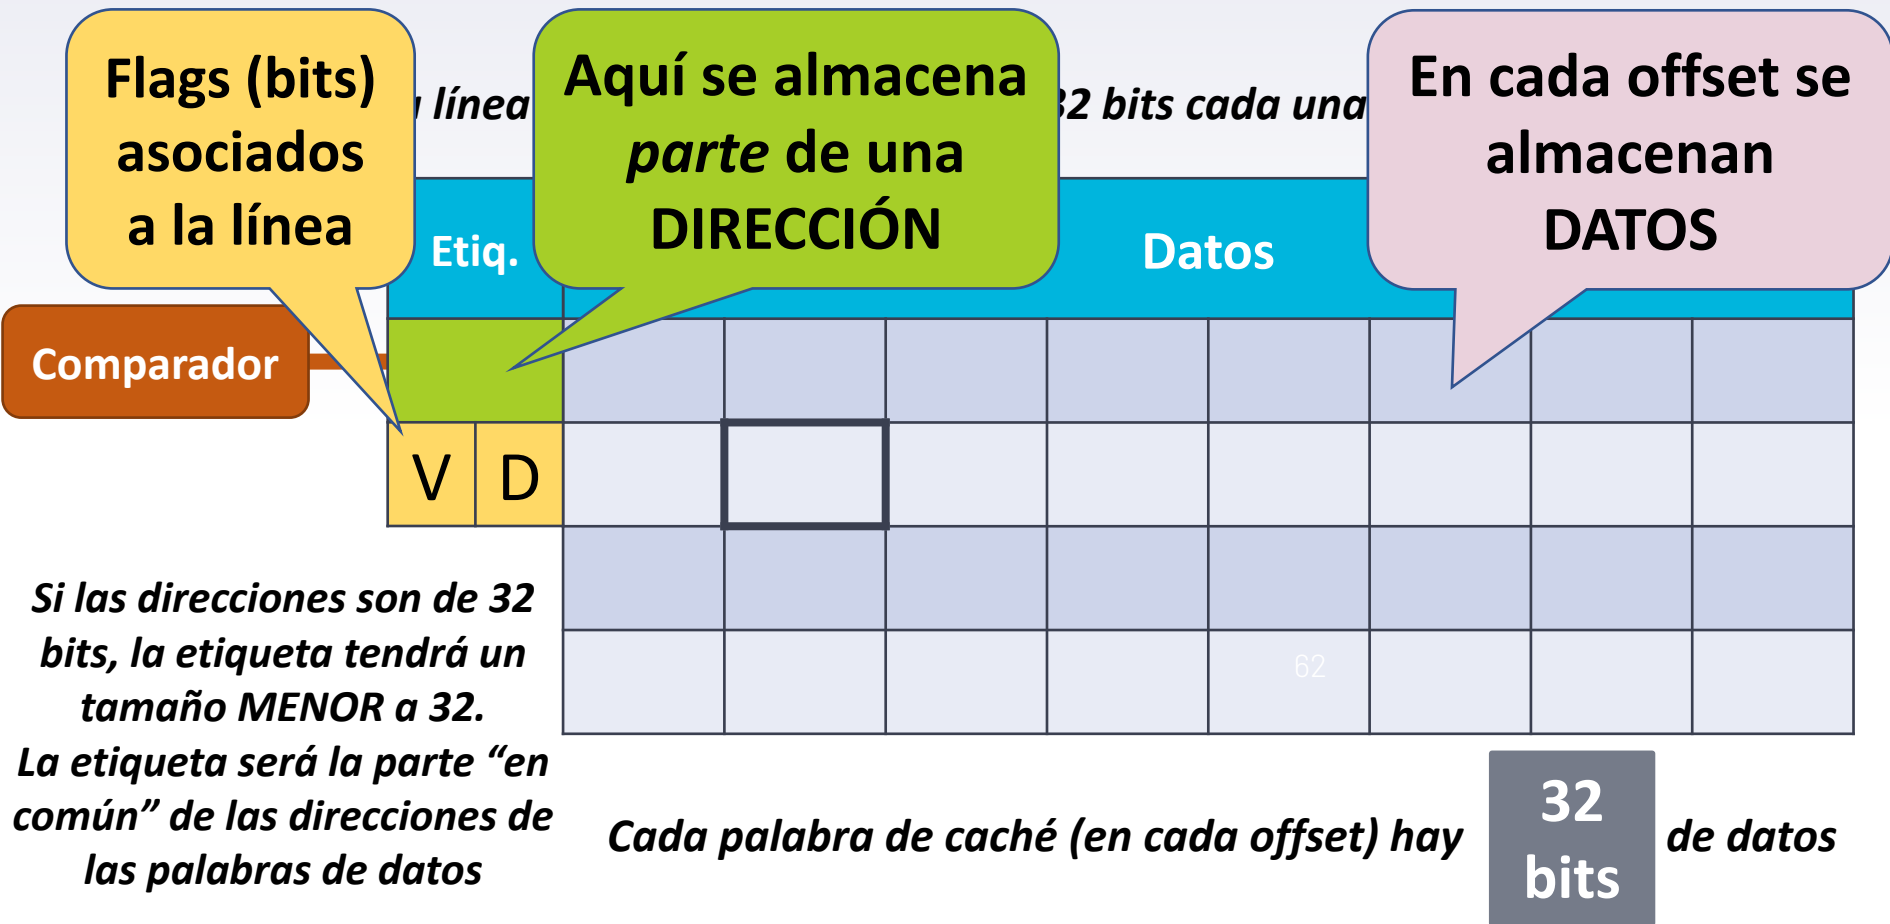 Flags (bits)
asociados
a la línea
Aquí se almacena
parte de una
DIRECCIÓN
En cada offset se
almacenan
DATOS
línea
bits cada una
Etiq.
Datos
Comparador
V D
62
Si las direcciones son de 32
bits, la etiqueta tendrá un
tamaño MENOR a 32.
La etiqueta será la parte “en
común” de las direcciones de
las palabras de datos
Cada palabra de caché (en cada offset) hay
32
bits
de datos